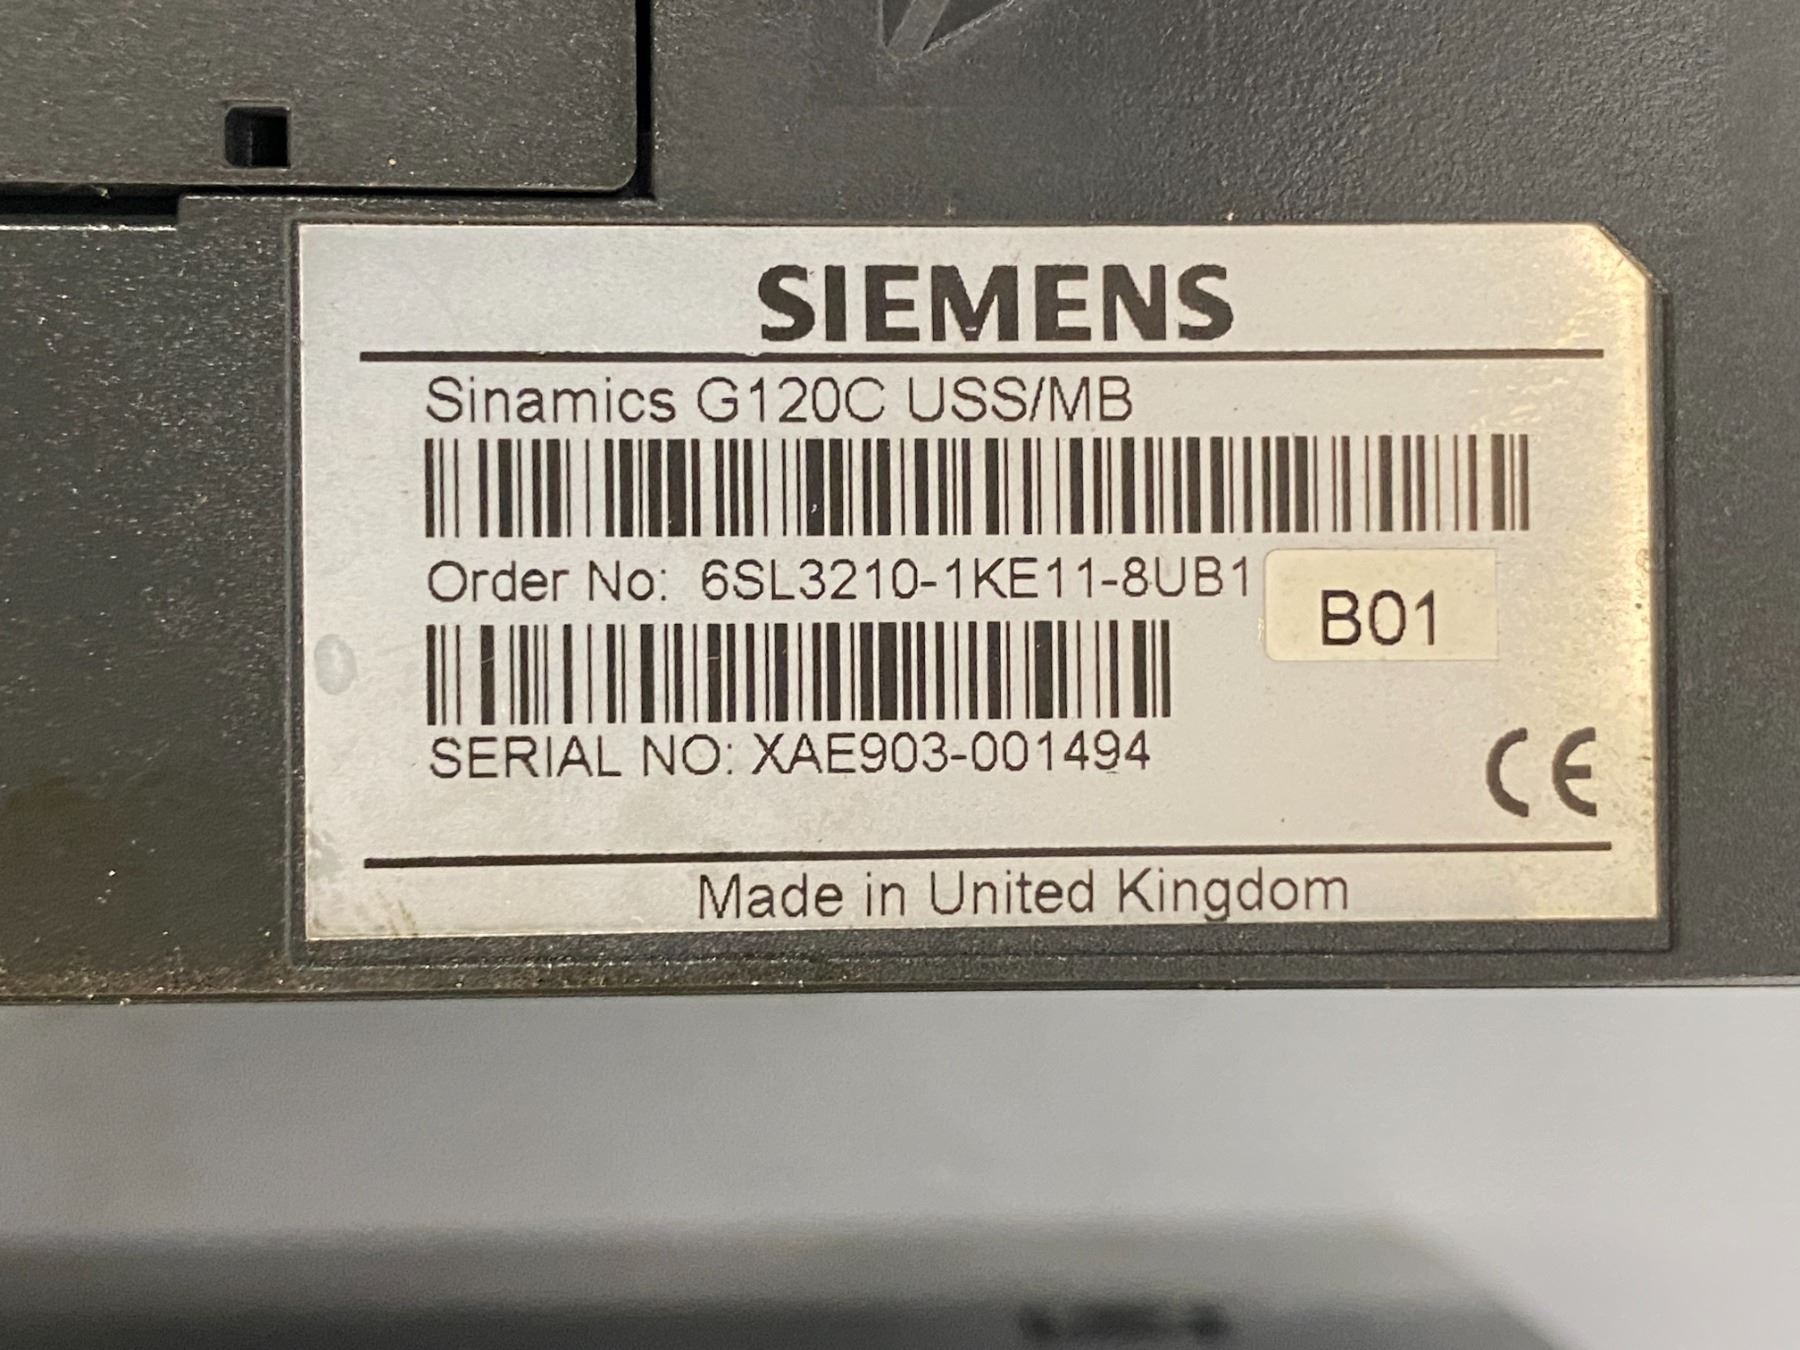 SIEMENS
Sinamics G120C USS/MB
Order No: 6SL3210-1KE11-8UB1
B01
SERIAL NO: XAE903-001494
CE
Made in United Kingdom